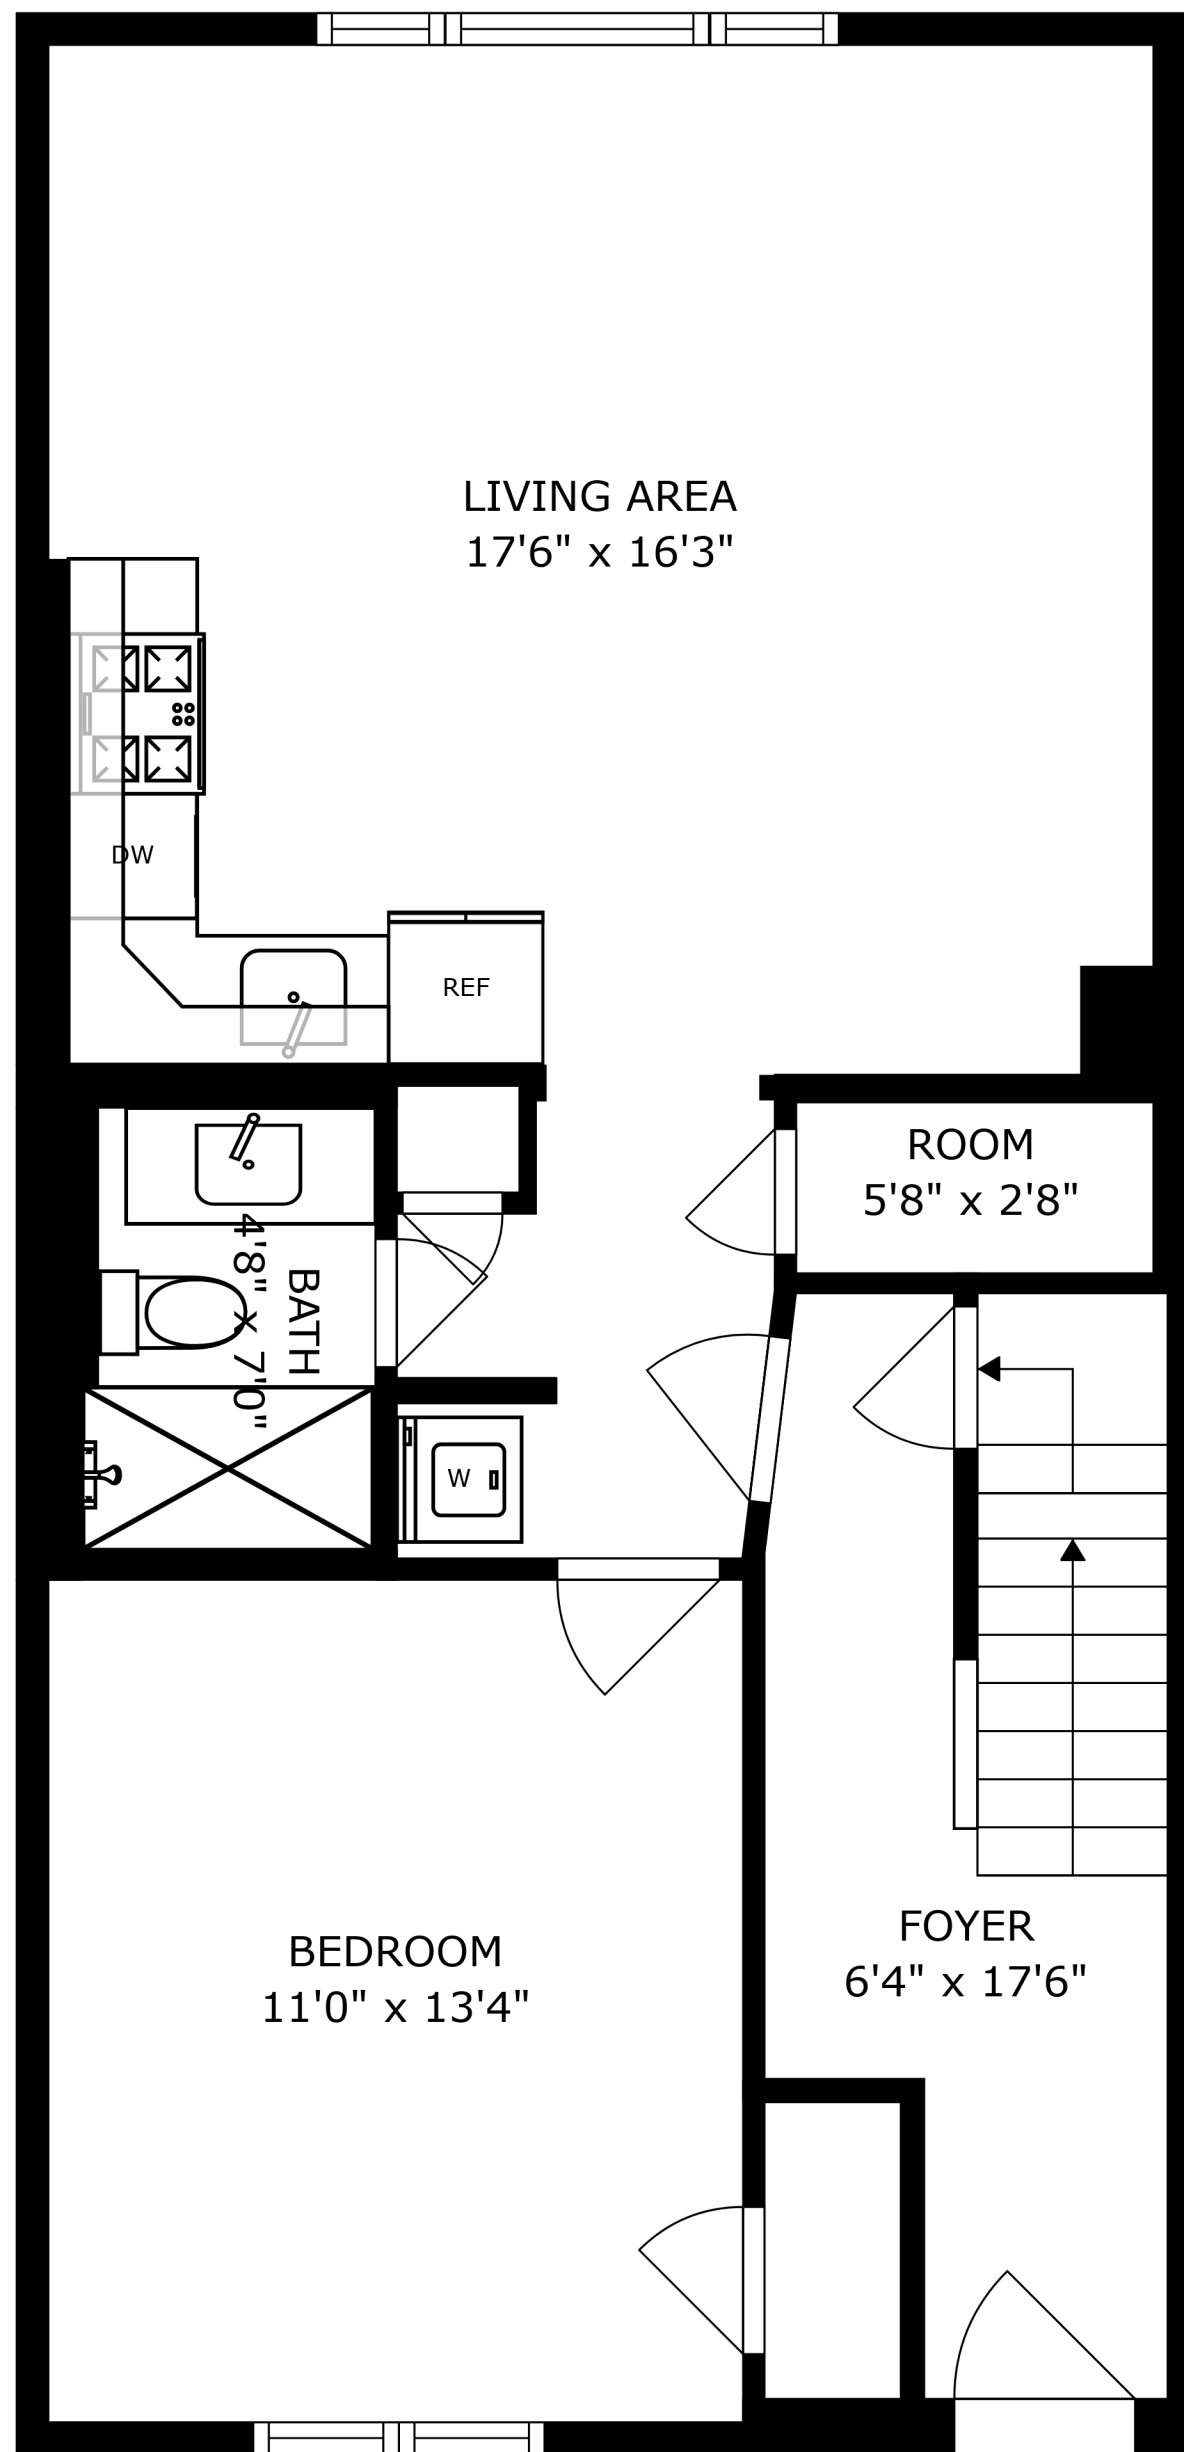 LIVING AREA
17'6" x 16'3"
DW
REF
ROOM
5'8" x 2'8"
BATH
4'8" x 7'0"
W
FOYER
6'4" x 17'6"
BEDROOM
11'0" x 13'4"